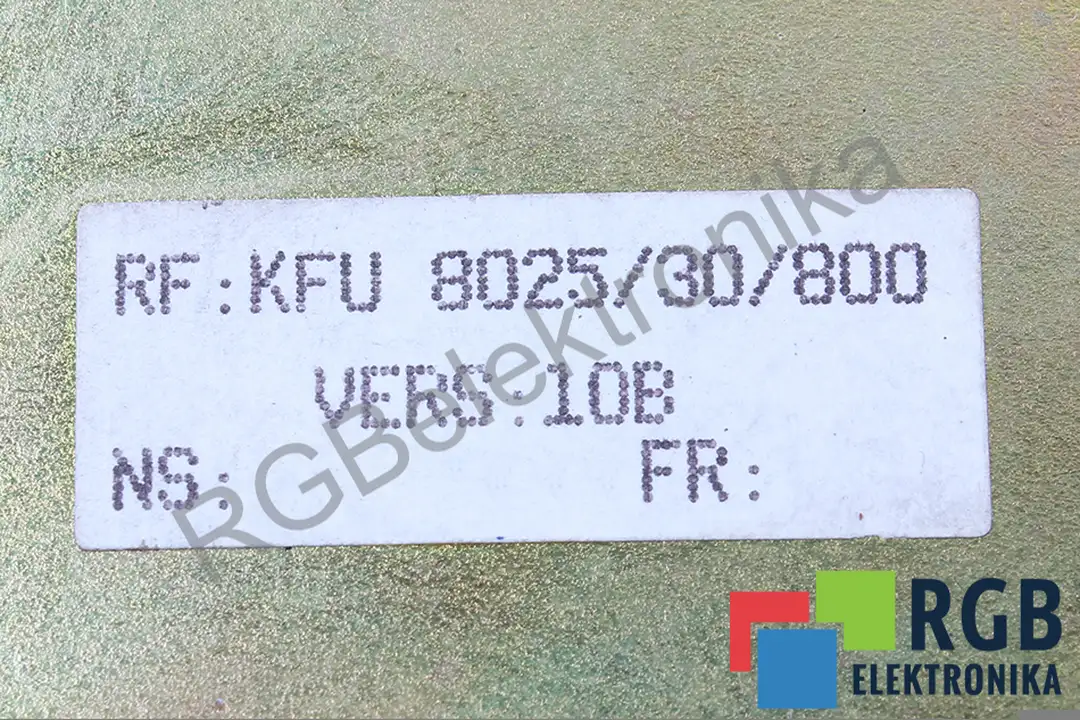 RF:KFU 8025/30/800
VERS:10B
NS: FR:
RGBelektronika
RGB
ELEKTRONIKA